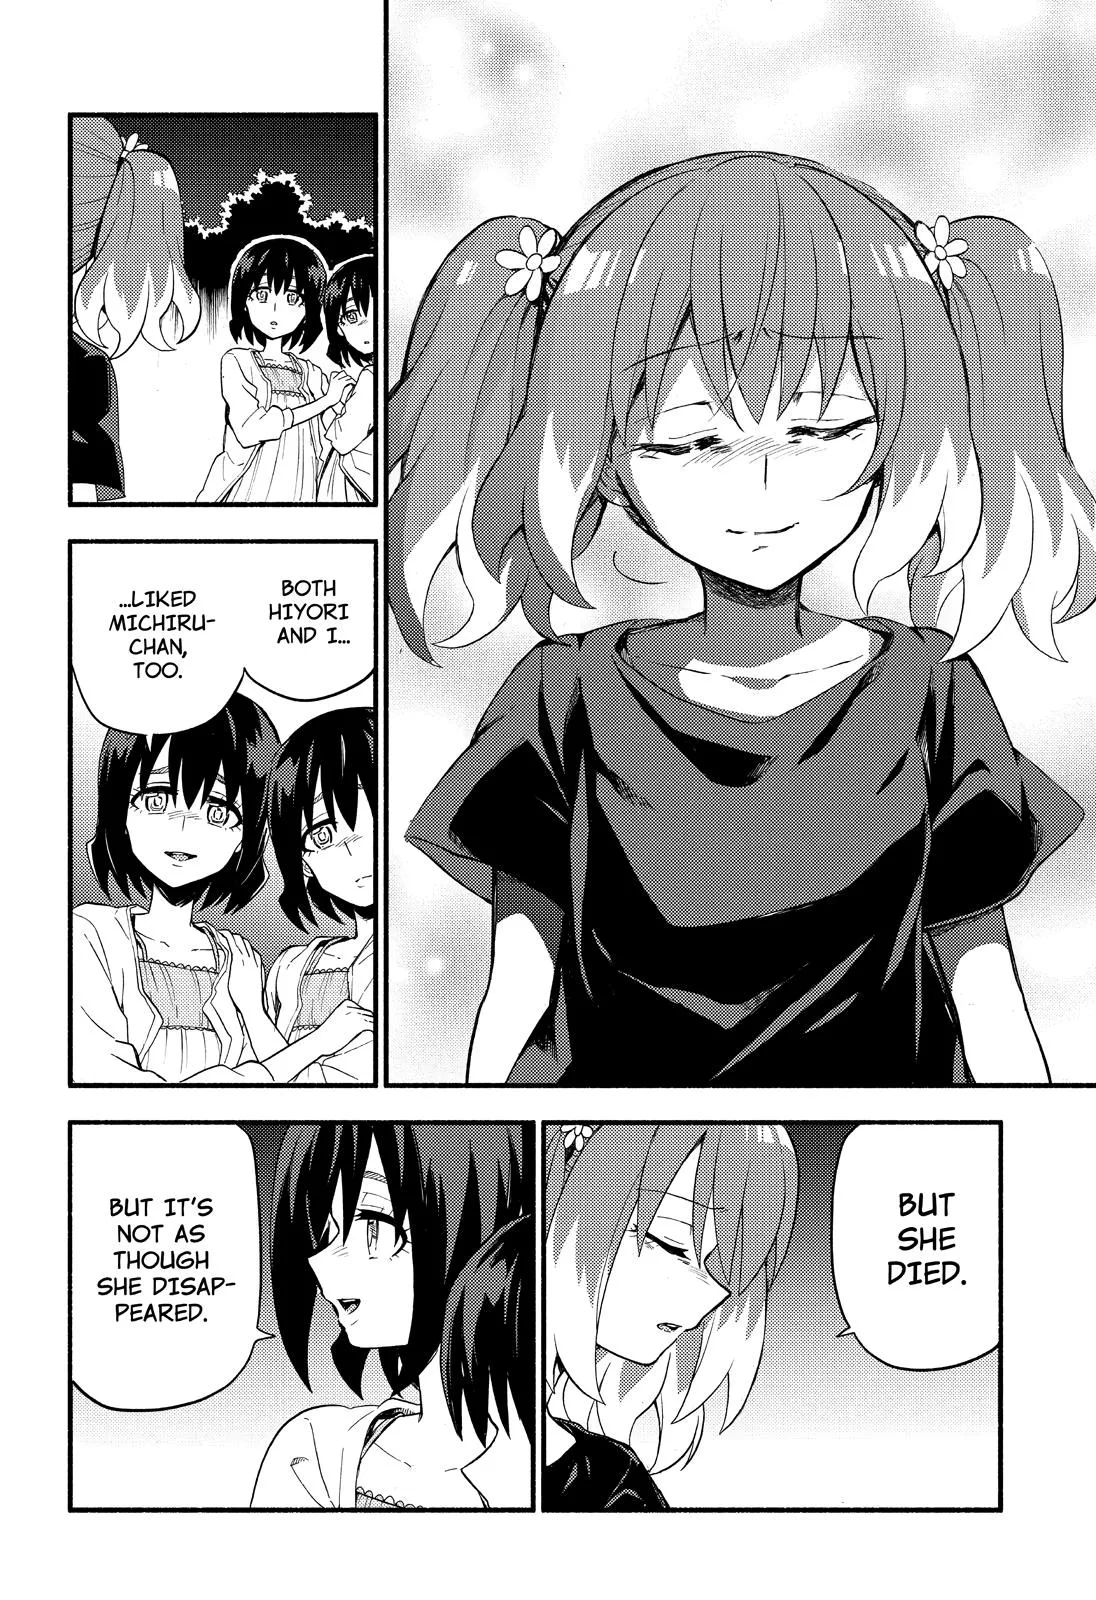 BOTH
HIYORI
AND I...
...LIKED
MICHIRU-
CHAN,
TOO.
BUT
SHE
DIED.
BUT IT'S
NOT AS
THOUGH
SHE DISAP-
PEARED.